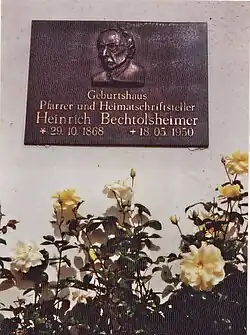 Geburtshaus
Pfarrer und Heimatschriftsteller
Heinrich Bechtolsheimer
* 29.10.1868 + 18.05.1950